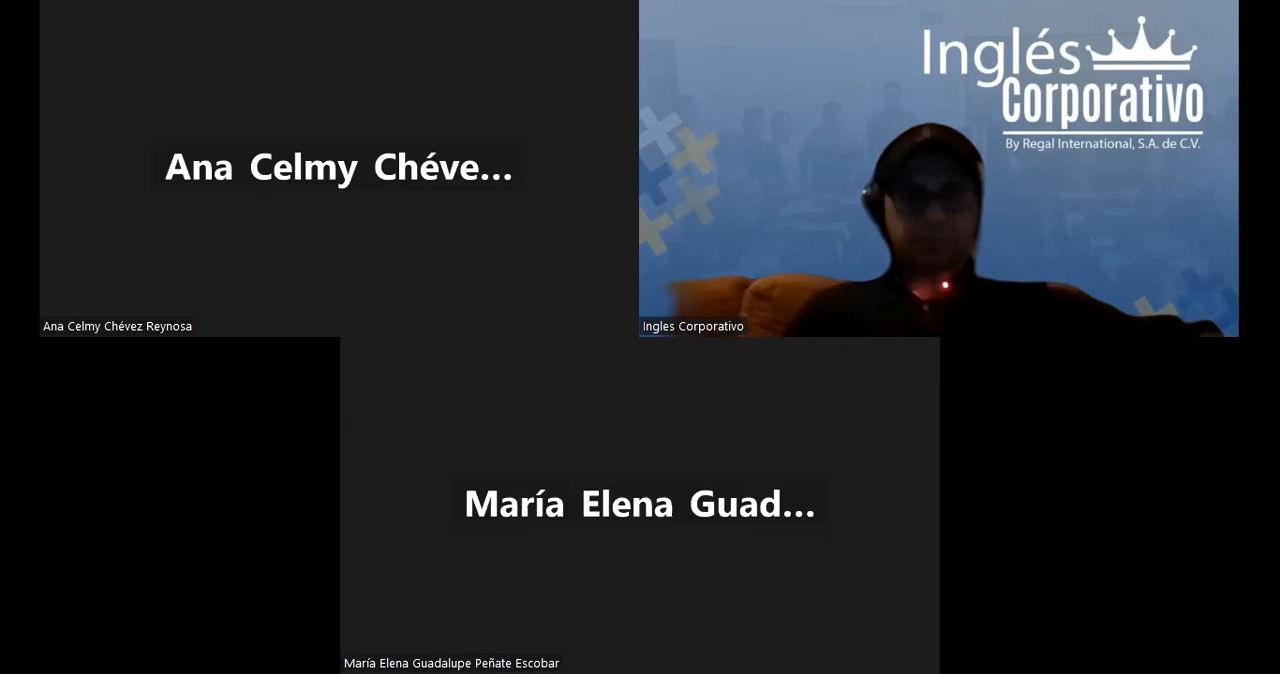 Ana Celmy Chéve...
Ana Celmy Chévez Reynosa
Inglés
Corporativo
By Regal International, S.A. de C.V.
Ingles Corporativo
María Elena Guad...
María Elena Guadalupe Peñate Escobar